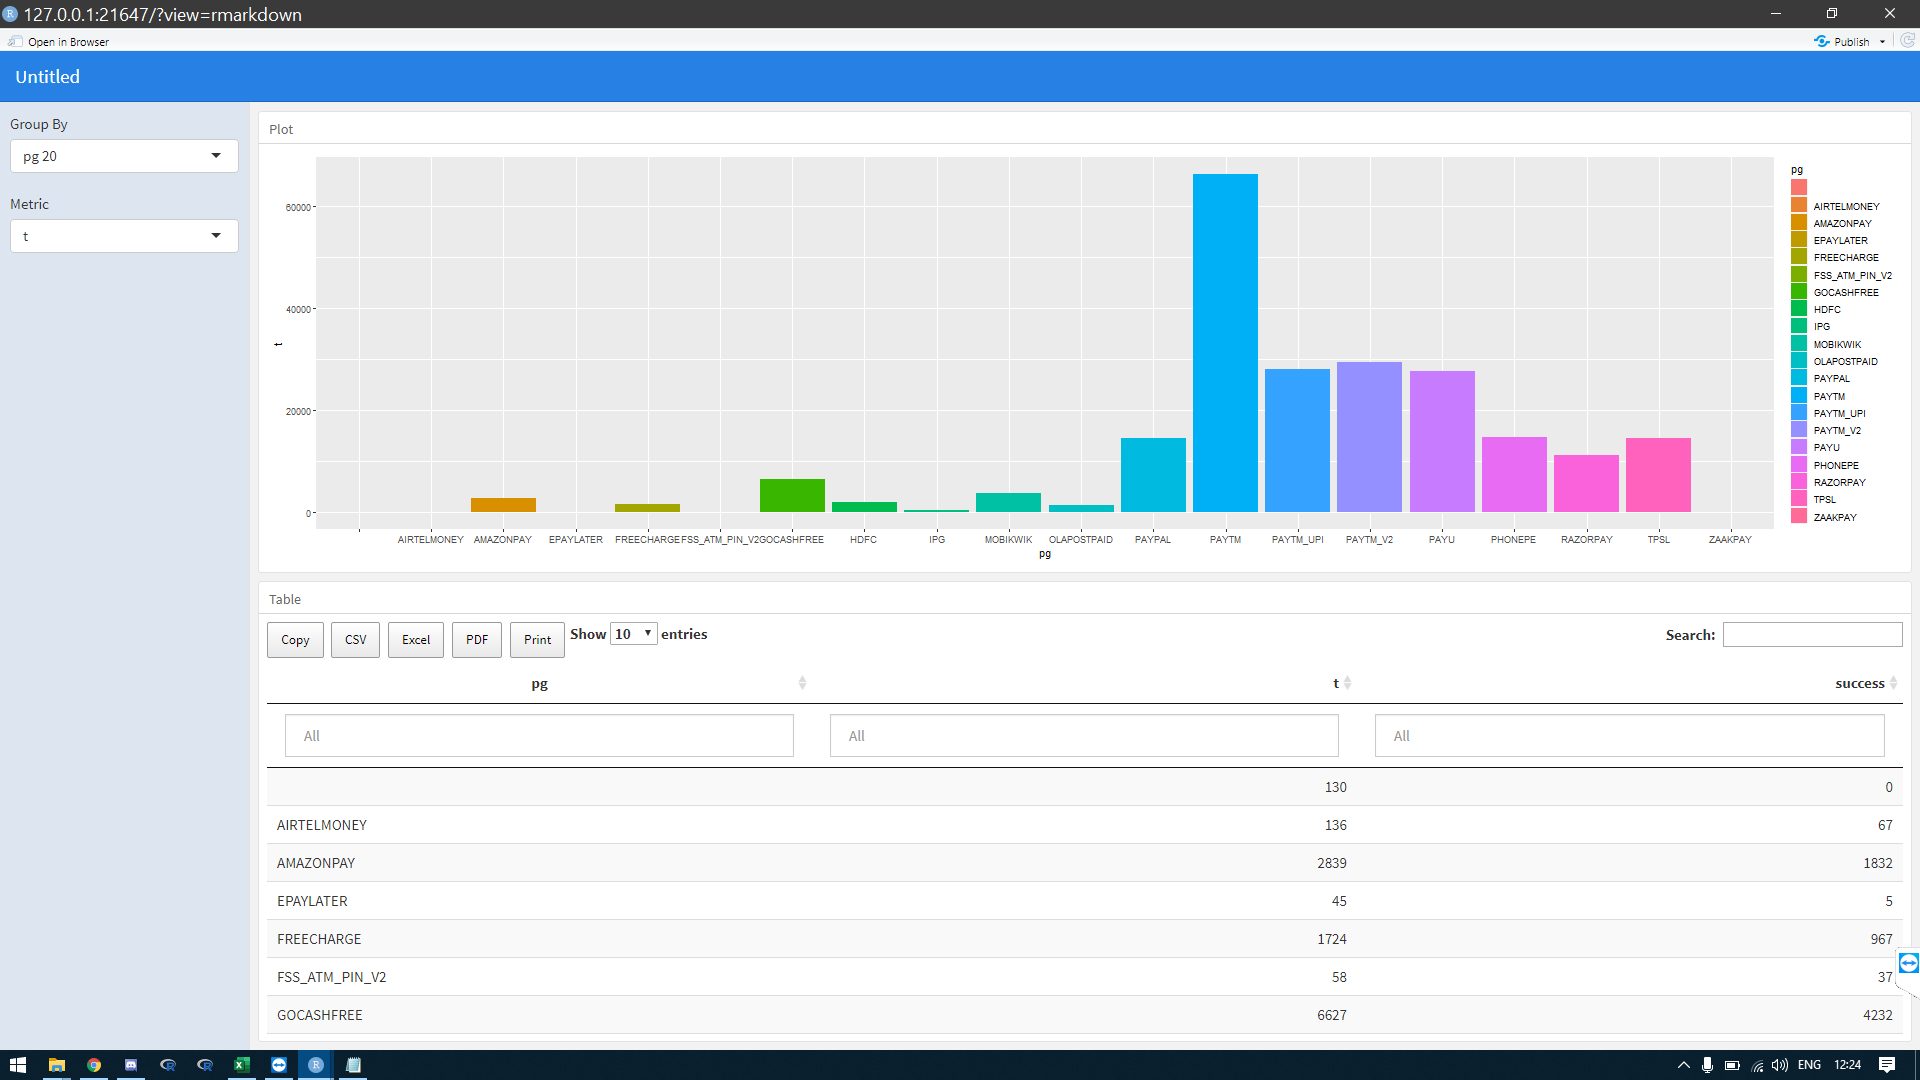 127.0.0.1:21647/?view=rmarkdown
Open in Browser
Publish
Untitled
Group By
pg 20
Metric
t
Plot
60000
40000
20000
0
t
AIRTELMONEY AMAZONPAY EPAYLATER FREECHARGE FSS_ATM_PIN_V2 GOCASHFREE HDFC IPG MOBIKWIK OLAPOSTPAID PAYPAL PAYTM PAYTM_UPI PAYTM_V2 PAYU PHONEPE RAZORPAY TPSL ZAAKPAY
pg
pg
AIRTELMONEY
AMAZONPAY
EPAYLATER
FREECHARGE
FSS_ATM_PIN_V2
GOCASHFREE
HDFC
IPG
MOBIKWIK
OLAPOSTPAID
PAYPAL
PAYTM
PAYTM_UPI
PAYTM_V2
PAYU
PHONEPE
RAZORPAY
TPSL
ZAAKPAY
Table
Copy CSV Excel PDF Print Show 10 entries Search:
pg t success
All All All
130 0
AIRTELMONEY 136 67
AMAZONPAY 2839 1832
EPAYLATER 45 5
FREECHARGE 1724 967
FSS_ATM_PIN_V2 58 37
GOCASHFREE 6627 4232
ENG 12:24